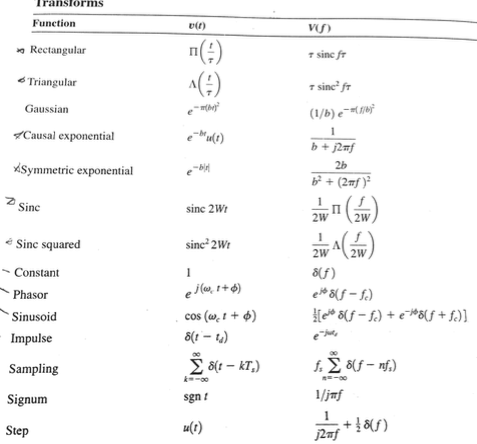 Transforms
Function v(t) V(f)
Rectangular Π(t/τ) τ sinc fτ
Triangular Λ(t/τ) τ sinc² fτ
Gaussian e^{-π(bt)²} (1/b) e^{-π(f/b)²}
Causal exponential e^{-bt}u(t) 1/(b + j2πf)
Symmetric exponential e^{-b|t|} 2b/(b² + (2πf)²)
Sinc sinc 2Wt 1/2W Π(f/2W)
Sinc squared sinc² 2Wt 1/2W Λ(f/2W)
Constant 1 δ(f)
Phasor e^{j(ω_c t+φ)} e^{jφ} δ(f − f_c)
Sinusoid cos (ω_c t + φ) ½[e^{jφ} δ(f − f_c) + e^{-jφ}δ(f + f_c)]
Impulse δ(t − t_d) e^{-jωt_d}
Sampling ∑_{k=-∞}^{∞} δ(t − kT_s) f_s ∑_{n=-∞}^{∞} δ(f − nf_s)
Signum sgn t 1/jπf
Step u(t) 1/j2πf + ½ δ(f)